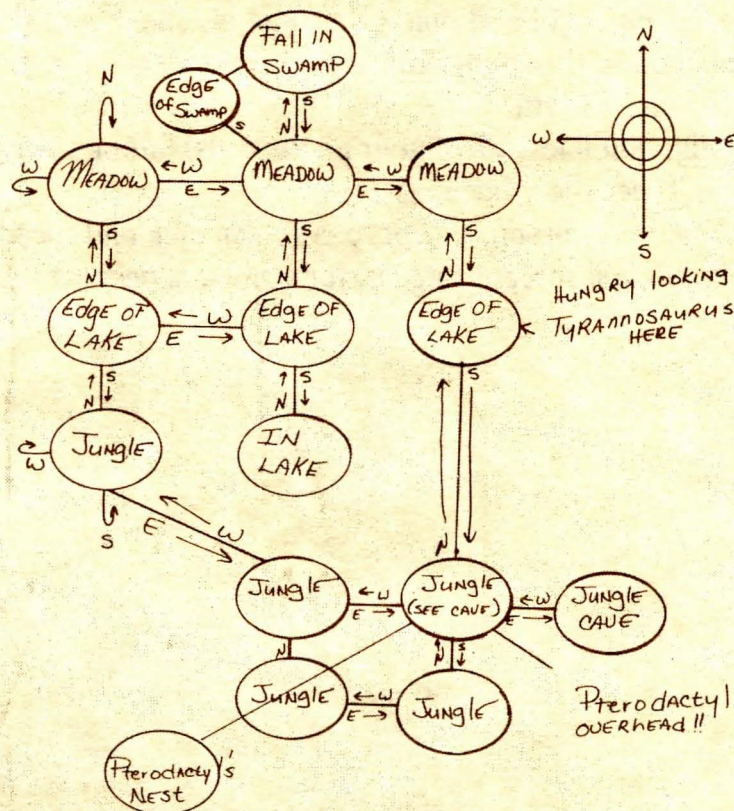 Fall in
Swamp
Edge
of Swamp
S
N S
N
N
W
E
S
W
Meadow
W
E
Meadow
W
E
Meadow
S
N
S
N
S
N
Edge of
Lake
W
E
Edge of
Lake
Edge of
Lake
Hungry looking
Tyrannosaurus
Here
S
N
S
N
S
Jungle
W
In
Lake
S
E
W
N
Jungle
W
E
Jungle
(see cave)
W
E
Jungle
Cave
N
N
S
Jungle
W
E
Jungle
Pterodactyl
overhead!!
Pterodactyl's
Nest